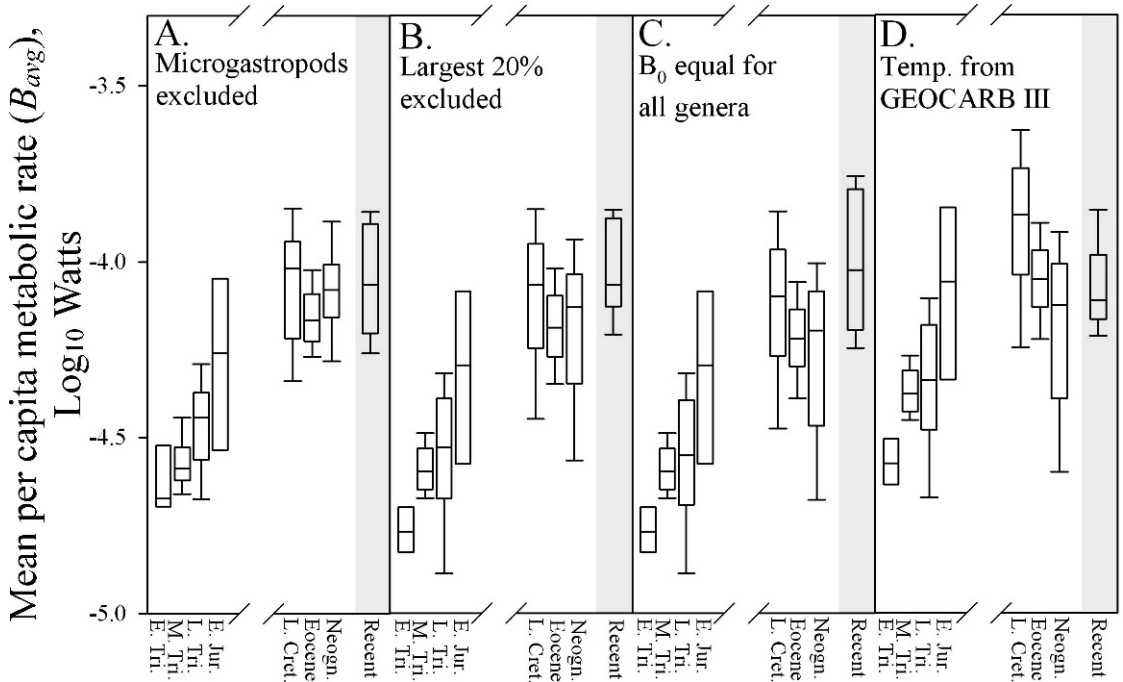 Mean per capita metabolic rate (Bavg),
Log10 Watts
-3.5
-4.0
-4.5
-5.0
A.
Microgastropods
excluded
B.
Largest 20%
excluded
C.
B0 equal for
all genera
D.
Temp. from
GEOCARB III
E. Tri.
M. Tri.
L. Tri.
E. Jur.
L. Cret.
Eocene
Neogn.
Recent
E. Tri.
M. Tri.
L. Tri.
E. Jur.
L. Cret.
Eocene
Neogn.
Recent
E. Tri.
M. Tri.
L. Tri.
E. Jur.
L. Cret.
Eocene
Neogn.
Recent
E. Tri.
M. Tri.
L. Tri.
E. Jur.
L. Cret.
Eocene
Neogn.
Recent